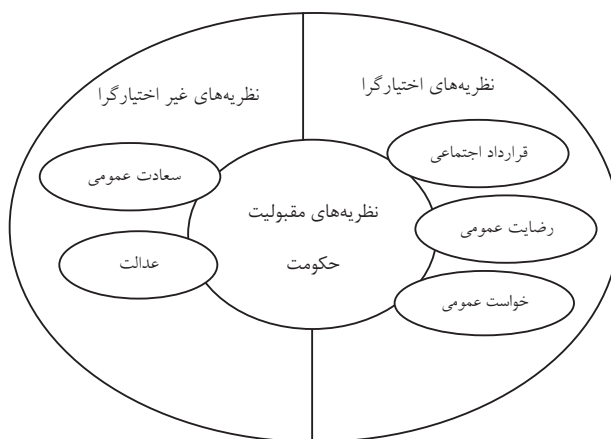 نظریه‌های اختیارگرا
نظریه‌های غیر اختیارگرا
قرارداد اجتماعی
رضایت عمومی
خواست عمومی
نظریه‌های مقبولیت
حکومت
سعادت عمومی
عدالت